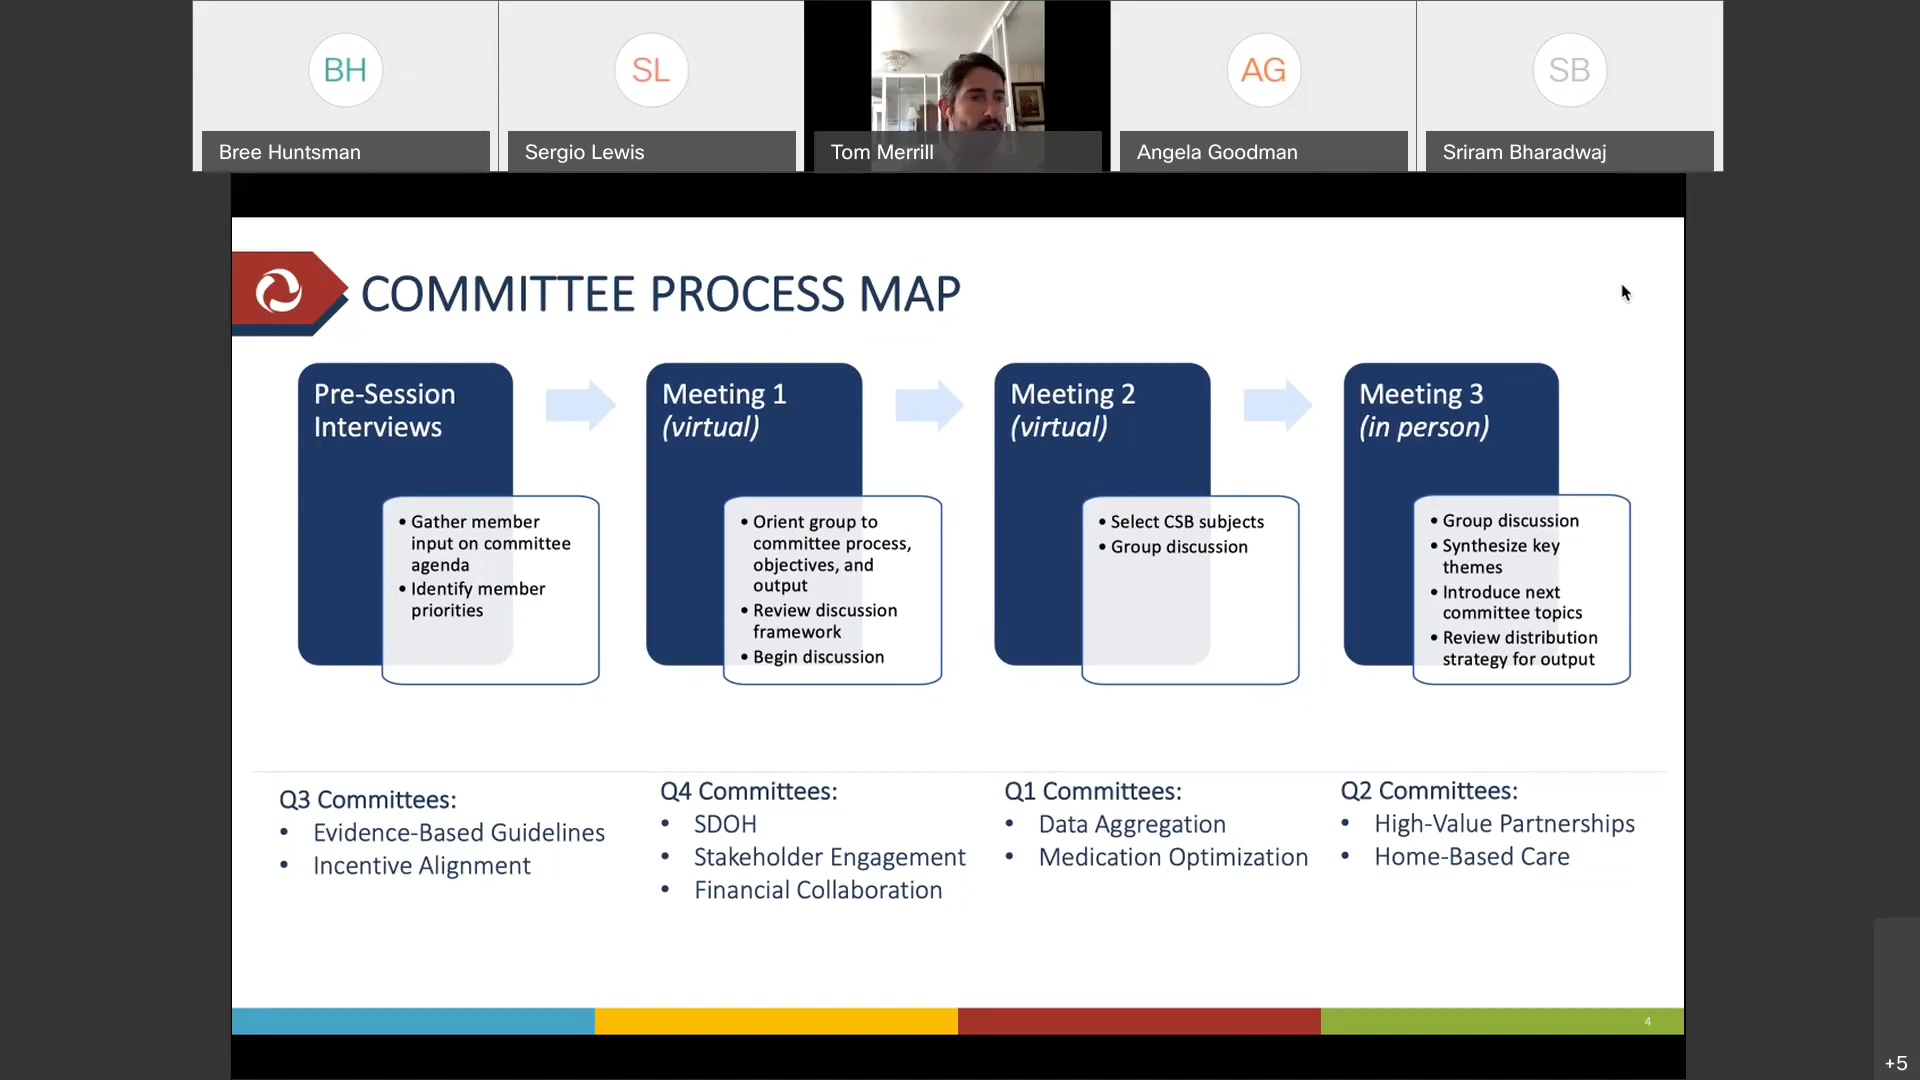 BH
SL
AG
SB
Bree Huntsman
Sergio Lewis
Tom Merrill
Angela Goodman
Sriram Bharadwaj
COMMITTEE PROCESS MAP
Pre-Session
Interviews
• Gather member
input on committee
agenda
• Identify member
priorities
Meeting 1
(virtual)
• Orient group to
committee process,
objectives, and
output
• Review discussion
framework
• Begin discussion
Meeting 2
(virtual)
• Select CSB subjects
• Group discussion
Meeting 3
(in person)
• Group discussion
• Synthesize key
themes
• Introduce next
committee topics
• Review distribution
strategy for output
Q3 Committees:
• Evidence-Based Guidelines
• Incentive Alignment
Q4 Committees:
• SDOH
• Stakeholder Engagement
• Financial Collaboration
Q1 Committees:
• Data Aggregation
• Medication Optimization
Q2 Committees:
• High-Value Partnerships
• Home-Based Care
4
+5